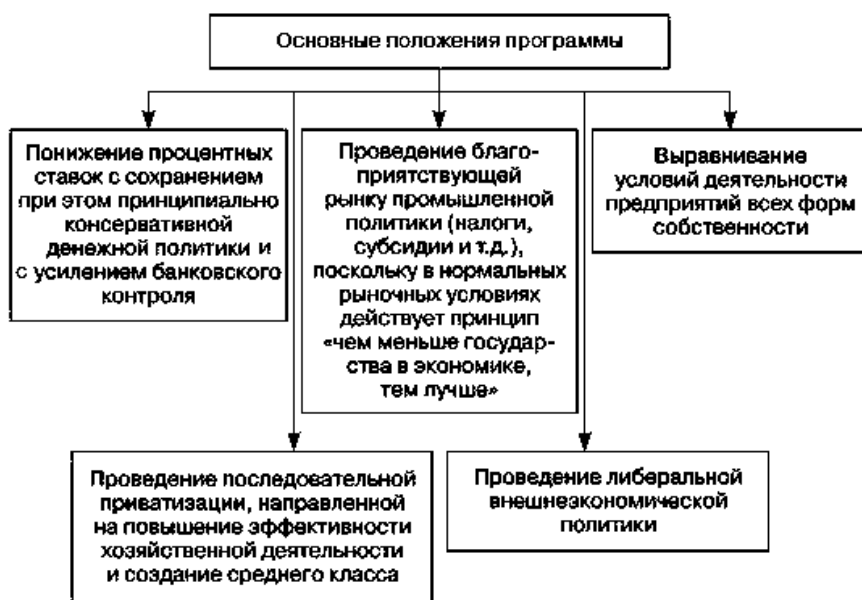 Основные положения программы
Понижение процентных
ставок с сохранением
при этом принципиально
консервативной
денежной политики и
с усилением банковского
контроля
Проведение благо-
приятствующей
рынку промышленной
политики (налоги,
субсидии и т.д.),
поскольку в нормальных
рыночных условиях
действует принцип
«чем меньше государ-
ства в экономике,
тем лучше»
Выравнивание
условий деятельности
предприятий всех форм
собственности
Проведение последовательной
приватизации, направленной
на повышение эффективности
хозяйственной деятельности
и создание среднего класса
Проведение либеральной
внешнеэкономической
политики